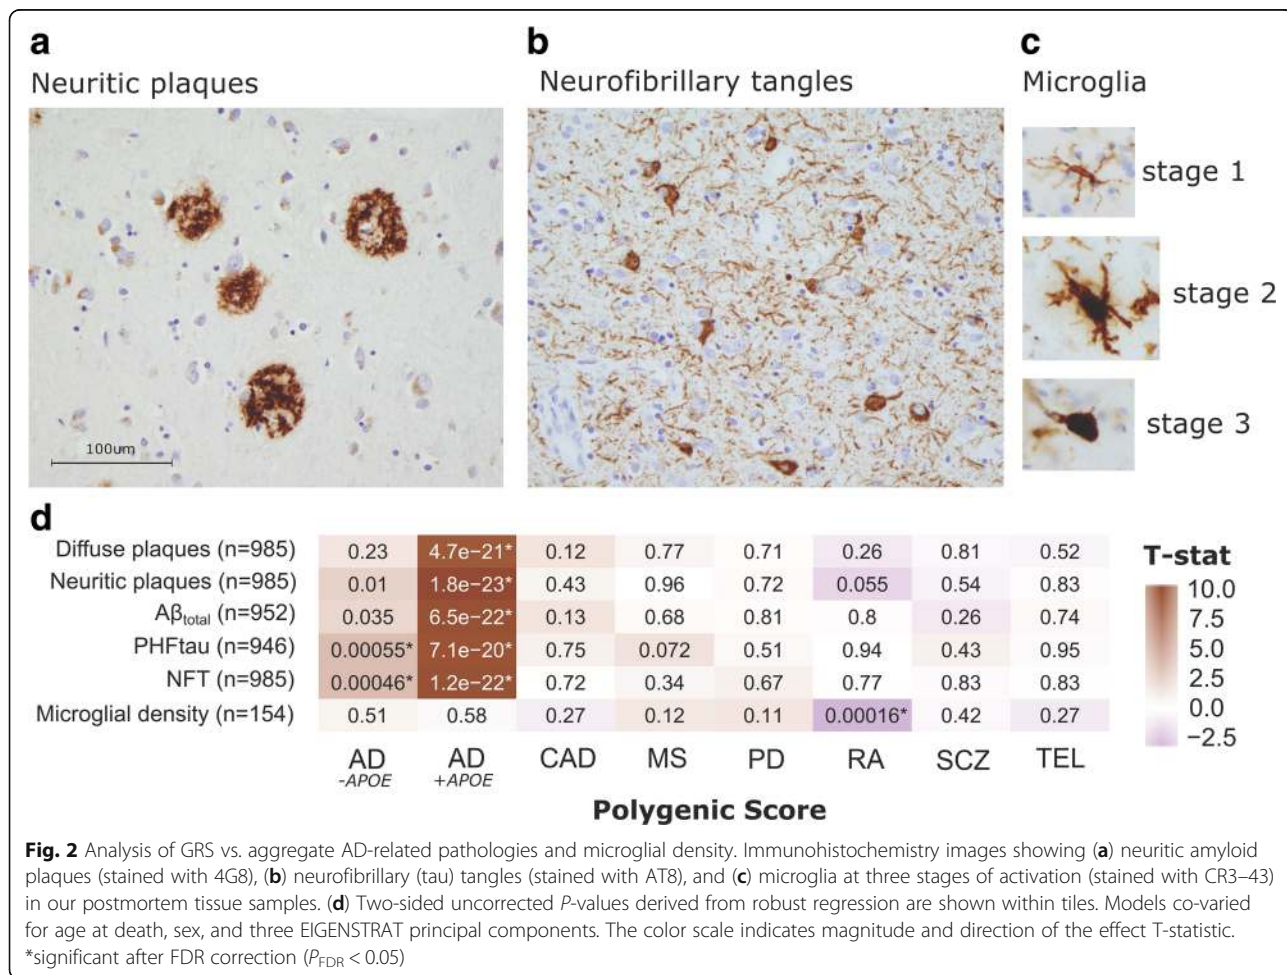 a
Neuritic plaques
100um
b
Neurofibrillary tangles
c
Microglia
stage 1
stage 2
stage 3
d
Diffuse plaques (n=985) 0.23 4.7e−21* 0.12 0.77 0.71 0.26 0.81 0.52
Neuritic plaques (n=985) 0.01 1.8e−23* 0.43 0.96 0.72 0.055 0.54 0.83
Aβtotal (n=952) 0.035 6.5e−22* 0.13 0.68 0.81 0.8 0.26 0.74
PHFtau (n=946) 0.00055* 7.1e−20* 0.75 0.072 0.51 0.94 0.43 0.95
NFT (n=985) 0.00046* 1.2e−22* 0.72 0.34 0.67 0.77 0.83 0.83
Microglial density (n=154) 0.51 0.58 0.27 0.12 0.11 0.00016* 0.42 0.27
AD AD CAD MS PD RA SCZ TEL
-APOE +APOE
Polygenic Score
T-stat
10.0
7.5
5.0
2.5
0.0
−2.5
Fig. 2 Analysis of GRS vs. aggregate AD-related pathologies and microglial density. Immunohistochemistry images showing (a) neuritic amyloid
plaques (stained with 4G8), (b) neurofibrillary (tau) tangles (stained with AT8), and (c) microglia at three stages of activation (stained with CR3–43)
in our postmortem tissue samples. (d) Two-sided uncorrected P-values derived from robust regression are shown within tiles. Models co-varied
for age at death, sex, and three EIGENSTRAT principal components. The color scale indicates magnitude and direction of the effect T-statistic.
*significant after FDR correction (PFDR < 0.05)